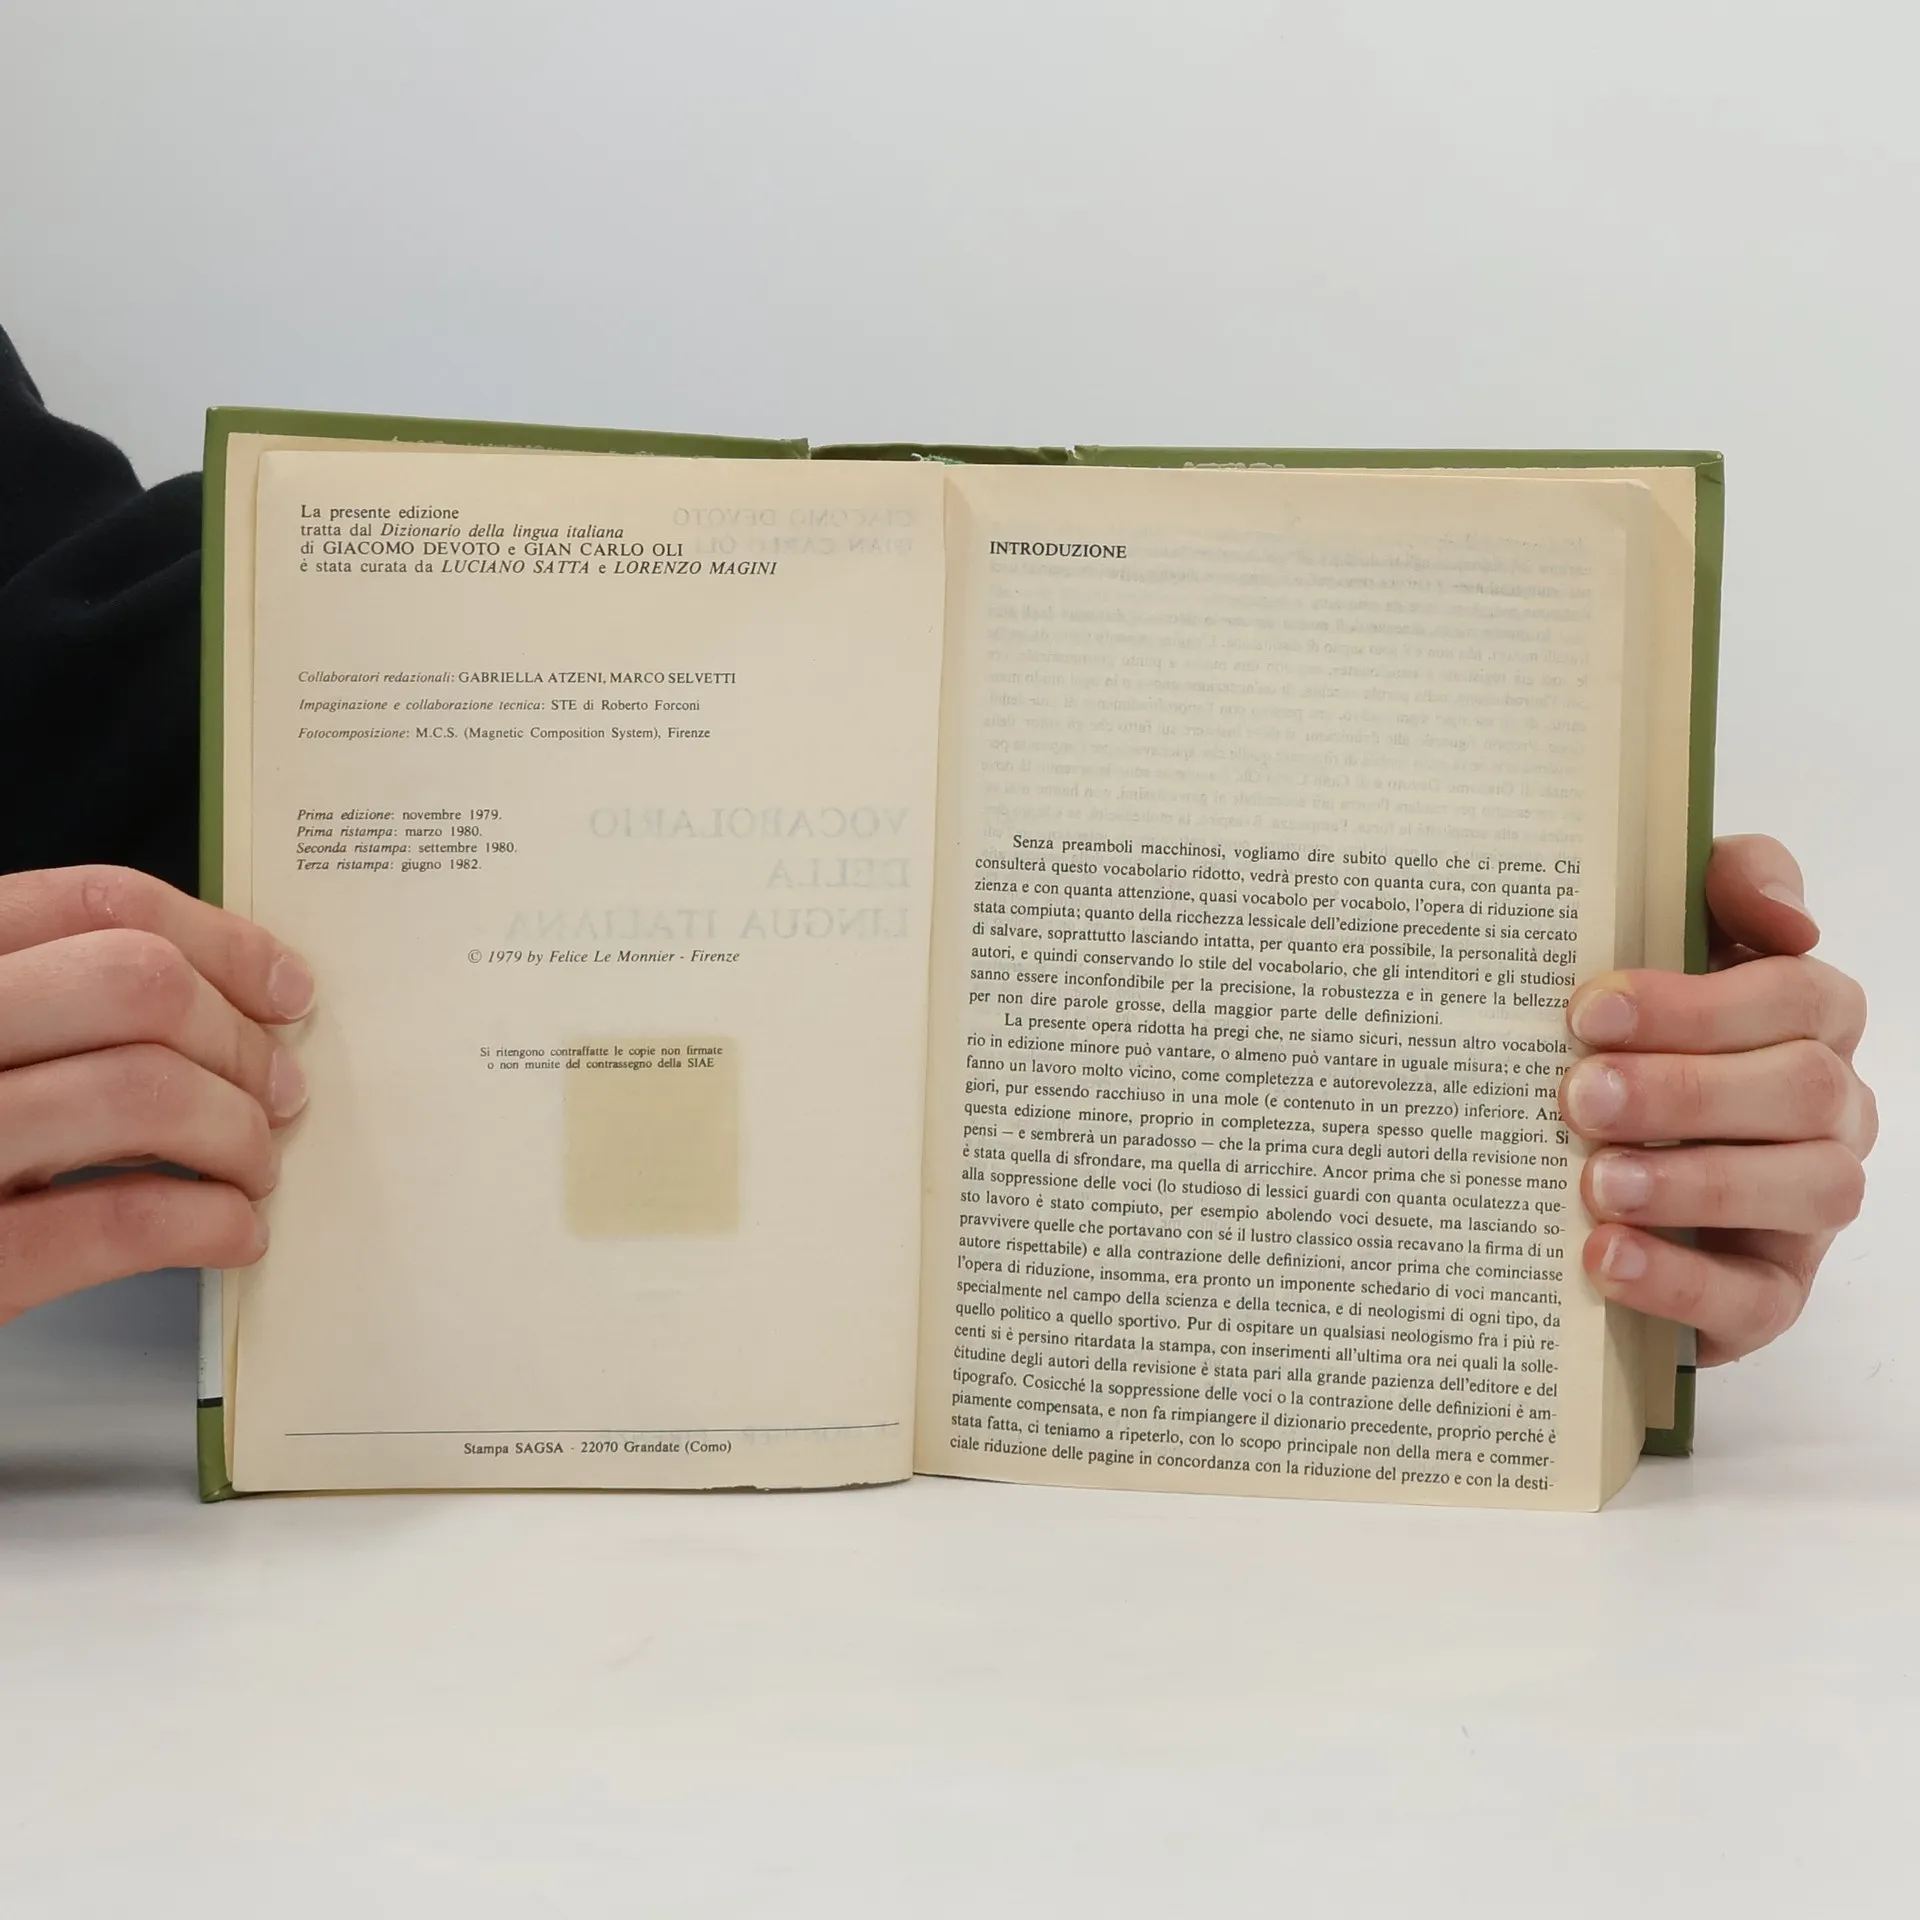 La presente edizione
tratta dal Dizionario della lingua italiana
di GIACOMO DEVOTO e GIAN CARLO OLI
è stata curata da LUCIANO SATTA e LORENZO MAGINI
Collaboratori redazionali: GABRIELLA ATZENI, MARCO SELVETTI
Impaginazione e collaborazione tecnica: STE di Roberto Forconi
Fotocomposizione: M.C.S. (Magnetic Composition System), Firenze
Prima edizione: novembre 1979.
Prima ristampa: marzo 1980.
Seconda ristampa: settembre 1980.
Terza ristampa: giugno 1982.
© 1979 by Felice Le Monnier - Firenze
Si ritengono contraffatte le copie non firmate
o non munite del contrassegno della SIAE
Stampa SAGSA - 22070 Grandate (Como)
INTRODUZIONE
Senza preamboli macchinosi, vogliamo dire subito quello che ci preme. Chi
consulterà questo vocabolario ridotto, vedrà presto con quanta cura, con quanta pa-
zienza e con quanta attenzione, quasi vocabolo per vocabolo, l'opera di riduzione sia
stata compiuta; quanto della ricchezza lessicale dell'edizione precedente si sia cercato
di salvare, soprattutto lasciando intatta, per quanto era possibile, la personalità degli
autori, e quindi conservando lo stile del vocabolario, che gli intenditori e gli studiosi
sanno essere inconfondibile per la precisione, la robustezza e in genere la bellezza,
per non dire parole grosse, della maggior parte delle definizioni.
La presente opera ridotta ha pregi che, ne siamo sicuri, nessun altro vocabola-
rio in edizione minore può vantare, o almeno può vantare in uguale misura; e che ne
fanno un lavoro molto vicino, come completezza e autorevolezza, alle edizioni mag-
giori, pur essendo racchiuso in una mole (e contenuto in un prezzo) inferiore. Anz
questa edizione minore, proprio in completezza, supera spesso quelle maggiori. Si
pensi – e sembrerà un paradosso – che la prima cura degli autori della revisione non
è stata quella di sfrondare, ma quella di arricchire. Ancor prima che si ponesse mano
alla soppressione delle voci (lo studioso di lessici guardi con quanta oculatezza que-
sto lavoro è stato compiuto, per esempio abolendo voci desuete, ma lasciando so-
pravvivere quelle che portavano con sé il lustro classico ossia recavano la firma di un
autore rispettabile) e alla contrazione delle definizioni, ancor prima che cominciasse
l'opera di riduzione, insomma, era pronto un imponente schedario di voci mancanti,
specialmente nel campo della scienza e della tecnica, e di neologismi di ogni tipo, da
quello politico a quello sportivo. Pur di ospitare un qualsiasi neologismo fra i più re-
centi si è persino ritardata la stampa, con inserimenti all'ultima ora nei quali la solle-
citudine degli autori della revisione è stata pari alla grande pazienza dell'editore e del
tipografo. Cosicché la soppressione delle voci o la contrazione delle definizioni è am-
piamente compensata, e non fa rimpiangere il dizionario precedente, proprio perché è
stata fatta, ci teniamo a ripeterlo, con lo scopo principale non della mera e commer-
ciale riduzione delle pagine in concordanza con la riduzione del prezzo e con la desti-